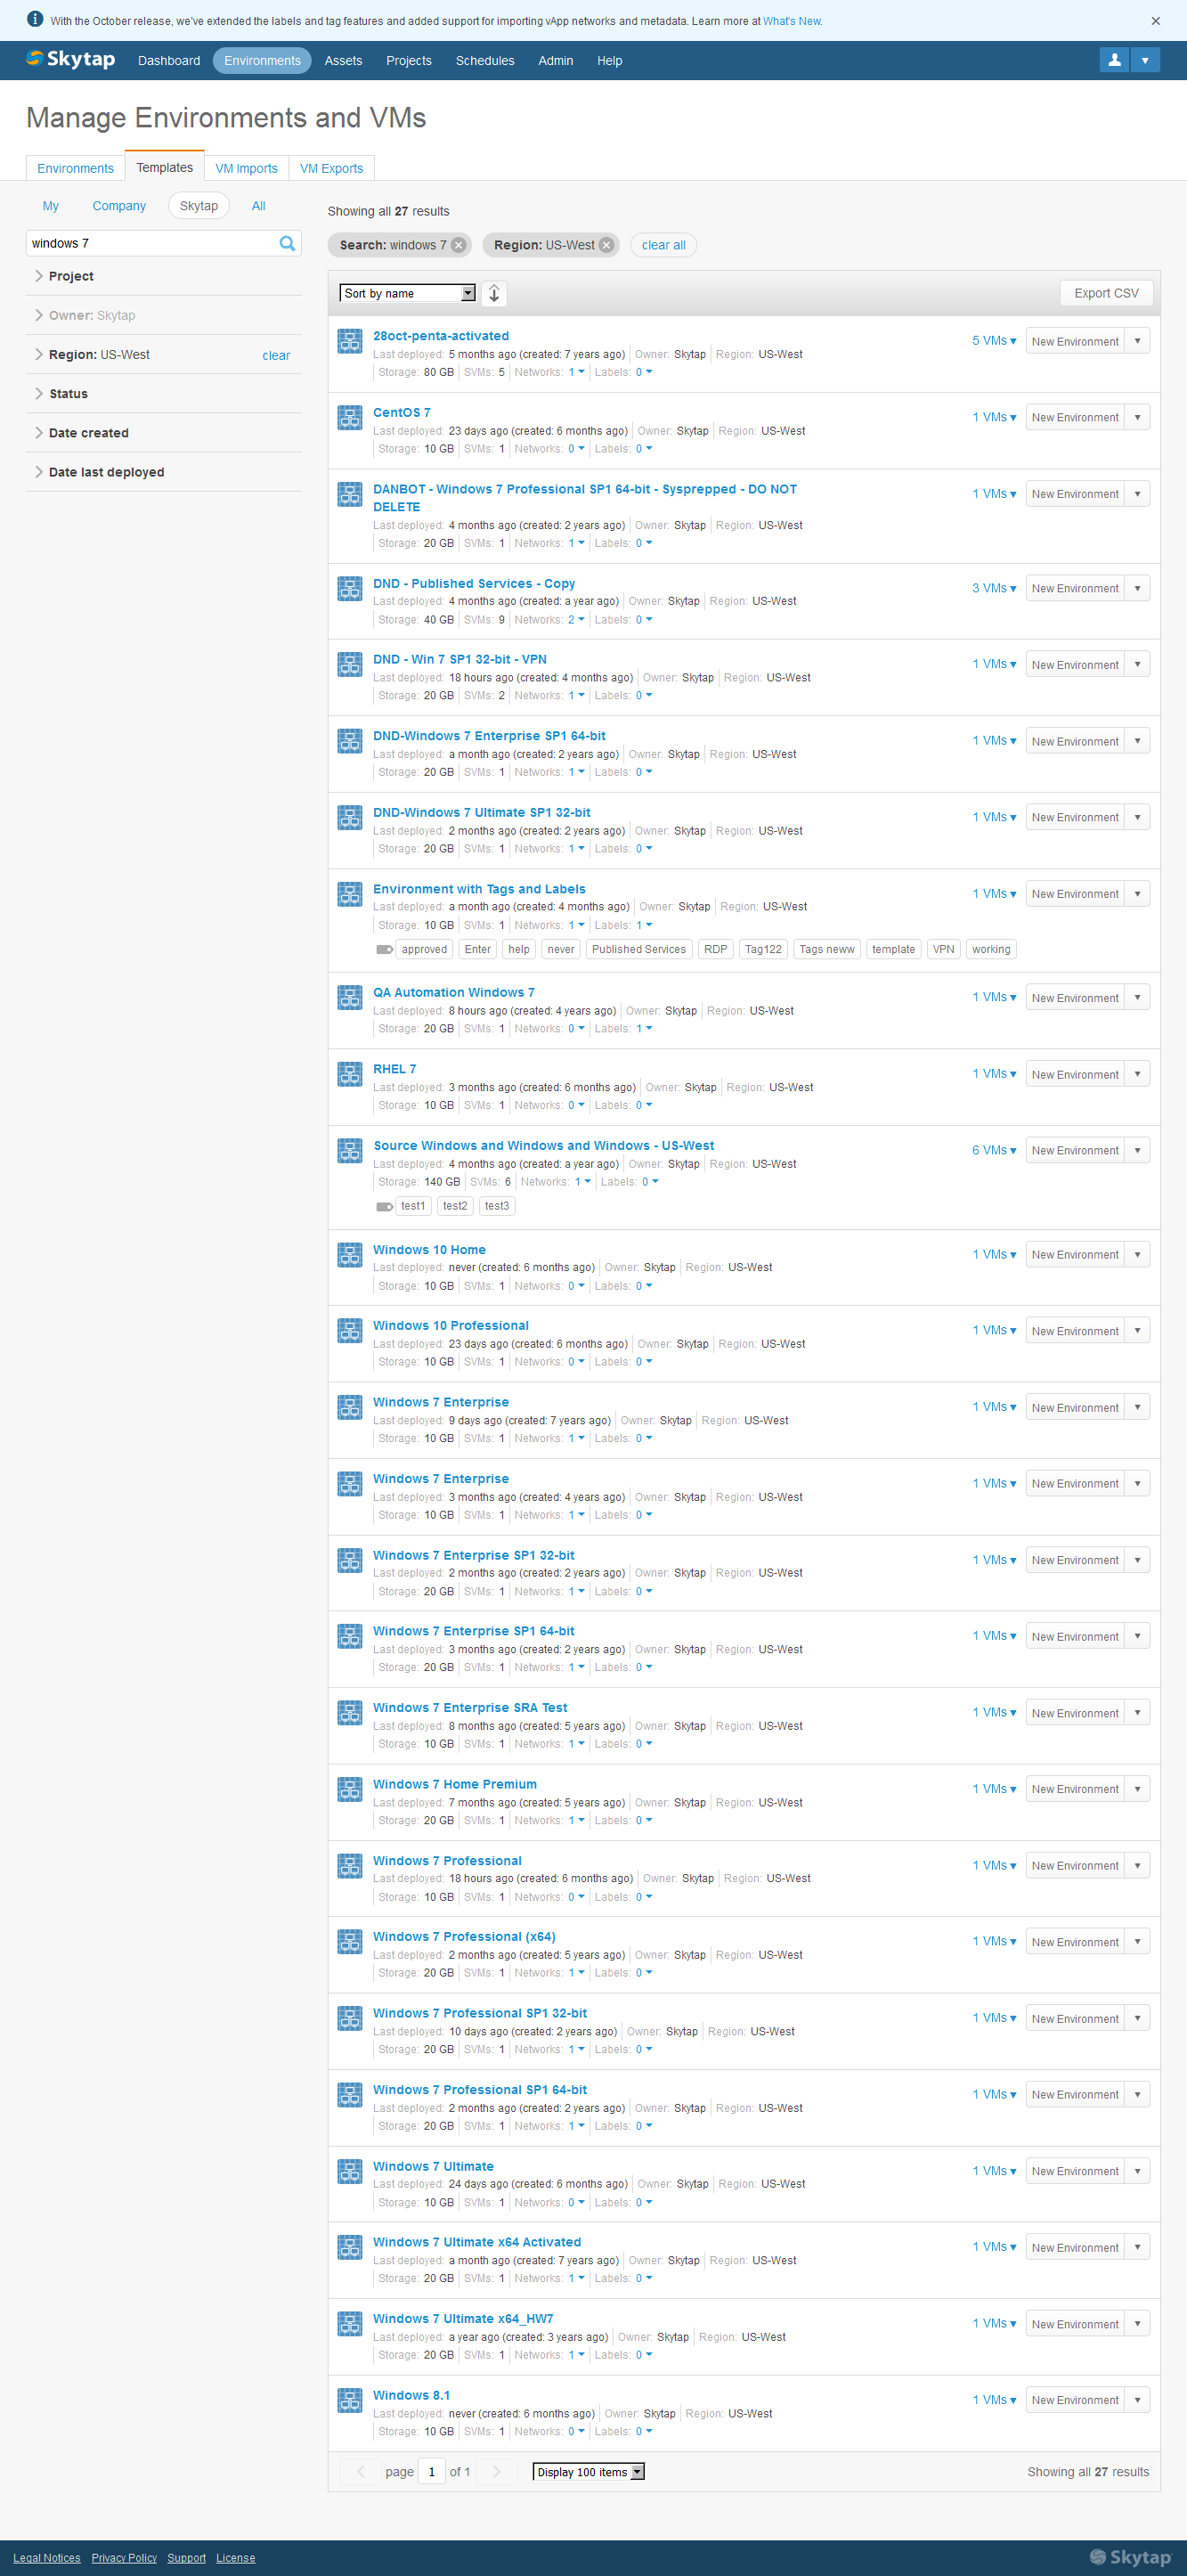 With the October release, we've extended the labels and tag features and added support for importing vApp networks and metadata. Learn more at What's New.
Skytap Dashboard Environments Assets Projects Schedules Admin Help
Manage Environments and VMs
Environments Templates VM Imports VM Exports
My Company Skytap All
windows 7
Project
Owner: Skytap
Region: US-West clear
Status
Date created
Date last deployed
Showing all 27 results
Search: windows 7 Region: US-West clear all
Sort by name Export CSV
28oct-penta-activated 5 VMs New Environment
Last deployed: 5 months ago (created: 7 years ago) Owner: Skytap Region: US-West
Storage: 80 GB SVMs: 5 Networks: 1 Labels: 0
CentOS 7 1 VMs New Environment
Last deployed: 23 days ago (created: 6 months ago) Owner: Skytap Region: US-West
Storage: 10 GB SVMs: 1 Networks: 0 Labels: 0
DANBOT - Windows 7 Professional SP1 64-bit - Sysprepped - DO NOT 1 VMs New Environment
DELETE
Last deployed: 4 months ago (created: 2 years ago) Owner: Skytap Region: US-West
Storage: 20 GB SVMs: 1 Networks: 1 Labels: 0
DND - Published Services - Copy 3 VMs New Environment
Last deployed: 4 months ago (created: a year ago) Owner: Skytap Region: US-West
Storage: 40 GB SVMs: 9 Networks: 2 Labels: 0
DND - Win 7 SP1 32-bit - VPN 1 VMs New Environment
Last deployed: 18 hours ago (created: 4 months ago) Owner: Skytap Region: US-West
Storage: 20 GB SVMs: 2 Networks: 1 Labels: 0
DND-Windows 7 Enterprise SP1 64-bit 1 VMs New Environment
Last deployed: a month ago (created: 2 years ago) Owner: Skytap Region: US-West
Storage: 20 GB SVMs: 1 Networks: 1 Labels: 0
DND-Windows 7 Ultimate SP1 32-bit 1 VMs New Environment
Last deployed: 2 months ago (created: 2 years ago) Owner: Skytap Region: US-West
Storage: 20 GB SVMs: 1 Networks: 1 Labels: 0
Environment with Tags and Labels 1 VMs New Environment
Last deployed: a month ago (created: 4 months ago) Owner: Skytap Region: US-West
Storage: 10 GB SVMs: 1 Networks: 1 Labels: 1
approved Enter help never Published Services RDP Tag122 Tags neww template VPN working
QA Automation Windows 7 1 VMs New Environment
Last deployed: 8 hours ago (created: 4 years ago) Owner: Skytap Region: US-West
Storage: 20 GB SVMs: 1 Networks: 0 Labels: 1
RHEL 7 1 VMs New Environment
Last deployed: 3 months ago (created: 6 months ago) Owner: Skytap Region: US-West
Storage: 10 GB SVMs: 1 Networks: 0 Labels: 0
Source Windows and Windows and Windows - US-West 6 VMs New Environment
Last deployed: 4 months ago (created: a year ago) Owner: Skytap Region: US-West
Storage: 140 GB SVMs: 6 Networks: 1 Labels: 0
test1 test2 test3
Windows 10 Home 1 VMs New Environment
Last deployed: never (created: 6 months ago) Owner: Skytap Region: US-West
Storage: 10 GB SVMs: 1 Networks: 0 Labels: 0
Windows 10 Professional 1 VMs New Environment
Last deployed: 23 days ago (created: 6 months ago) Owner: Skytap Region: US-West
Storage: 10 GB SVMs: 1 Networks: 0 Labels: 0
Windows 7 Enterprise 1 VMs New Environment
Last deployed: 9 days ago (created: 7 years ago) Owner: Skytap Region: US-West
Storage: 10 GB SVMs: 1 Networks: 1 Labels: 0
Windows 7 Enterprise 1 VMs New Environment
Last deployed: 3 months ago (created: 4 years ago) Owner: Skytap Region: US-West
Storage: 10 GB SVMs: 1 Networks: 1 Labels: 0
Windows 7 Enterprise SP1 32-bit 1 VMs New Environment
Last deployed: 2 months ago (created: 2 years ago) Owner: Skytap Region: US-West
Storage: 20 GB SVMs: 1 Networks: 1 Labels: 0
Windows 7 Enterprise SP1 64-bit 1 VMs New Environment
Last deployed: 3 months ago (created: 2 years ago) Owner: Skytap Region: US-West
Storage: 20 GB SVMs: 1 Networks: 1 Labels: 0
Windows 7 Enterprise SRA Test 1 VMs New Environment
Last deployed: 8 months ago (created: 5 years ago) Owner: Skytap Region: US-West
Storage: 10 GB SVMs: 1 Networks: 1 Labels: 0
Windows 7 Home Premium 1 VMs New Environment
Last deployed: 7 months ago (created: 5 years ago) Owner: Skytap Region: US-West
Storage: 20 GB SVMs: 1 Networks: 1 Labels: 0
Windows 7 Professional 1 VMs New Environment
Last deployed: 18 hours ago (created: 6 months ago) Owner: Skytap Region: US-West
Storage: 10 GB SVMs: 1 Networks: 0 Labels: 0
Windows 7 Professional (x64) 1 VMs New Environment
Last deployed: 2 months ago (created: 5 years ago) Owner: Skytap Region: US-West
Storage: 20 GB SVMs: 1 Networks: 1 Labels: 0
Windows 7 Professional SP1 32-bit 1 VMs New Environment
Last deployed: 10 days ago (created: 2 years ago) Owner: Skytap Region: US-West
Storage: 20 GB SVMs: 1 Networks: 1 Labels: 0
Windows 7 Professional SP1 64-bit 1 VMs New Environment
Last deployed: 2 months ago (created: 2 years ago) Owner: Skytap Region: US-West
Storage: 20 GB SVMs: 1 Networks: 1 Labels: 0
Windows 7 Ultimate 1 VMs New Environment
Last deployed: 24 days ago (created: 6 months ago) Owner: Skytap Region: US-West
Storage: 10 GB SVMs: 1 Networks: 0 Labels: 0
Windows 7 Ultimate x64 Activated 1 VMs New Environment
Last deployed: a month ago (created: 7 years ago) Owner: Skytap Region: US-West
Storage: 20 GB SVMs: 1 Networks: 1 Labels: 0
Windows 7 Ultimate x64_HW7 1 VMs New Environment
Last deployed: a year ago (created: 3 years ago) Owner: Skytap Region: US-West
Storage: 20 GB SVMs: 1 Networks: 1 Labels: 0
Windows 8.1 1 VMs New Environment
Last deployed: never (created: 6 months ago) Owner: Skytap Region: US-West
Storage: 10 GB SVMs: 1 Networks: 0 Labels: 0
page 1 of 1 Display 100 items Showing all 27 results
Legal Notices Privacy Policy Support License Skytap